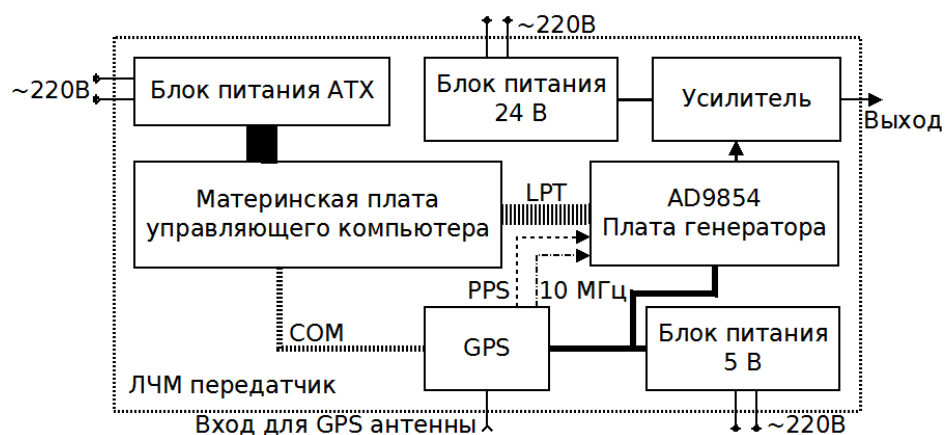 ~220В
~220В
Блок питания ATX
Блок питания
24 В
Усилитель
Выход
Материнская плата
управляющего компьютера
LPT
AD9854
Плата генератора
PPS
10 МГц
COM
GPS
Блок питания
5 В
ЛЧМ передатчик
Вход для GPS антенны
~220В